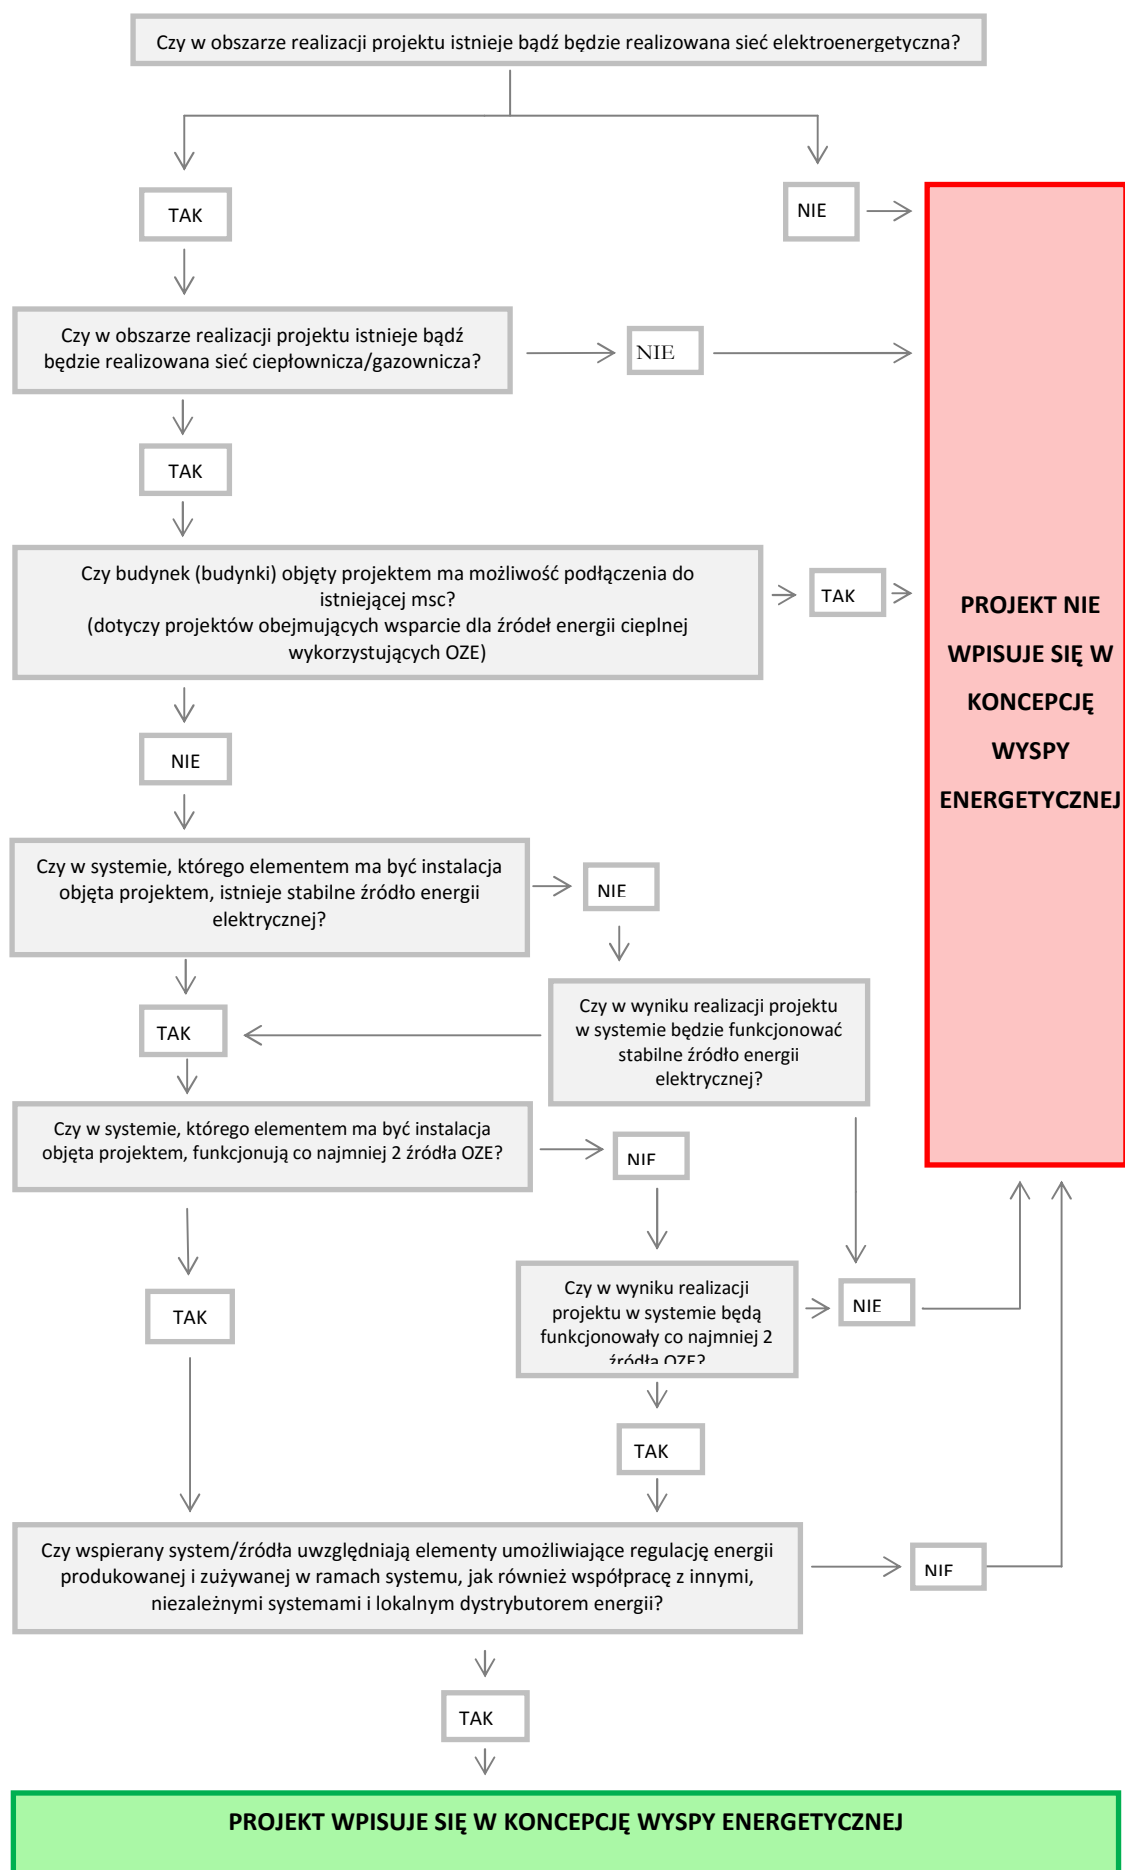 Czy w obszarze realizacji projektu istnieje bądź będzie realizowana sieć elektroenergetyczna?
TAK
NIE
Czy w obszarze realizacji projektu istnieje bądź
będzie realizowana sieć ciepłownicza/gazownicza?
NIE
TAK
Czy budynek (budynki) objęty projektem ma możliwość podłączenia do
istniejącej msc?
(dotyczy projektów obejmujących wsparcie dla źródeł energii cieplnej
wykorzystujących OZE)
TAK
PROJEKT NIE
WPISUJE SIĘ W
KONCEPCJĘ
WYSPY
ENERGETYCZNEJ
NIE
Czy w systemie, którego elementem ma być instalacja
objęta projektem, istnieje stabilne źródło energii
elektrycznej?
NIE
TAK
Czy w wyniku realizacji projektu
w systemie będzie funkcjonować
stabilne źródło energii
elektrycznej?
Czy w systemie, którego elementem ma być instalacja
objęta projektem, funkcjonują co najmniej 2 źródła OZE?
NIE
TAK
Czy w wyniku realizacji
projektu w systemie będą
funkcjonowały co najmniej 2
źródła OZE?
NIE
TAK
Czy wspierany system/źródła uwzględniają elementy umożliwiające regulację energii
produkowanej i zużywanej w ramach systemu, jak również współpracę z innymi,
niezależnymi systemami i lokalnym dystrybutorem energii?
NIE
TAK
PROJEKT WPISUJE SIĘ W KONCEPCJĘ WYSPY ENERGETYCZNEJ